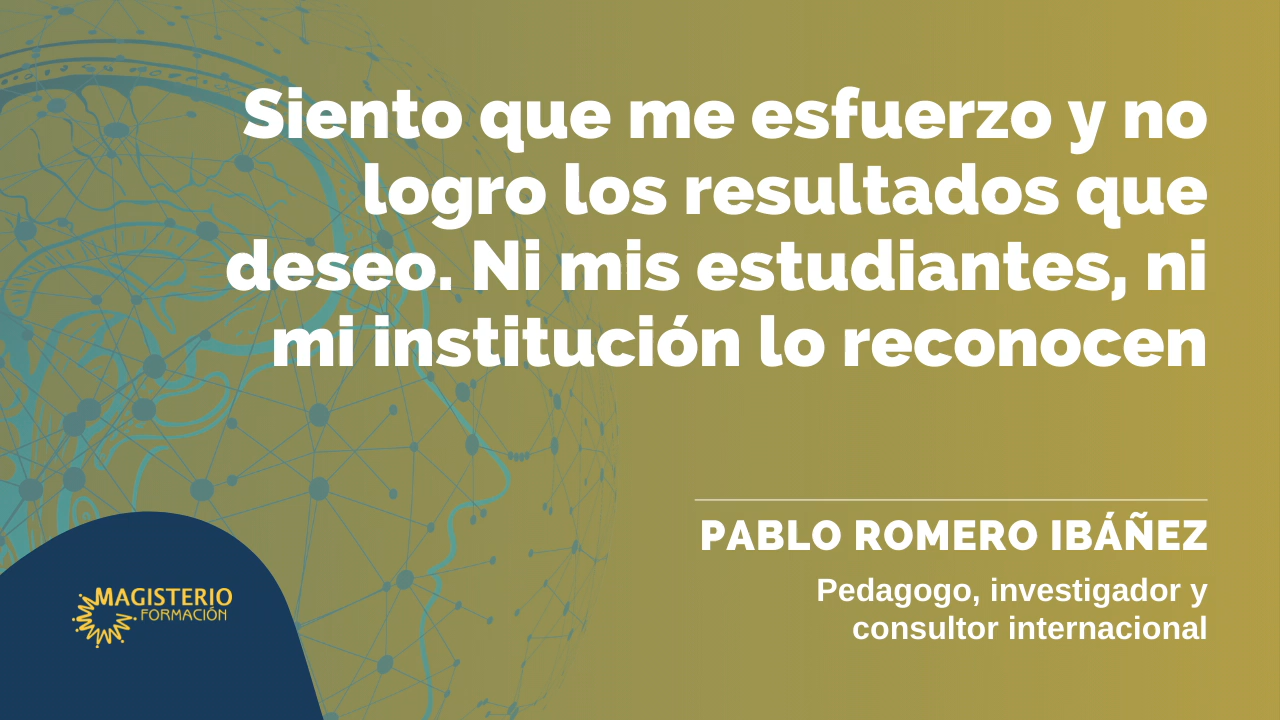 Siento que me esfuerzo y no
logro los resultados que
deseo. Ni mis estudiantes, ni
mi institución lo reconocen
PABLO ROMERO IBÁÑEZ
Pedagogo, investigador y
consultor internacional
MAGISTERIO
FORMACIÓN